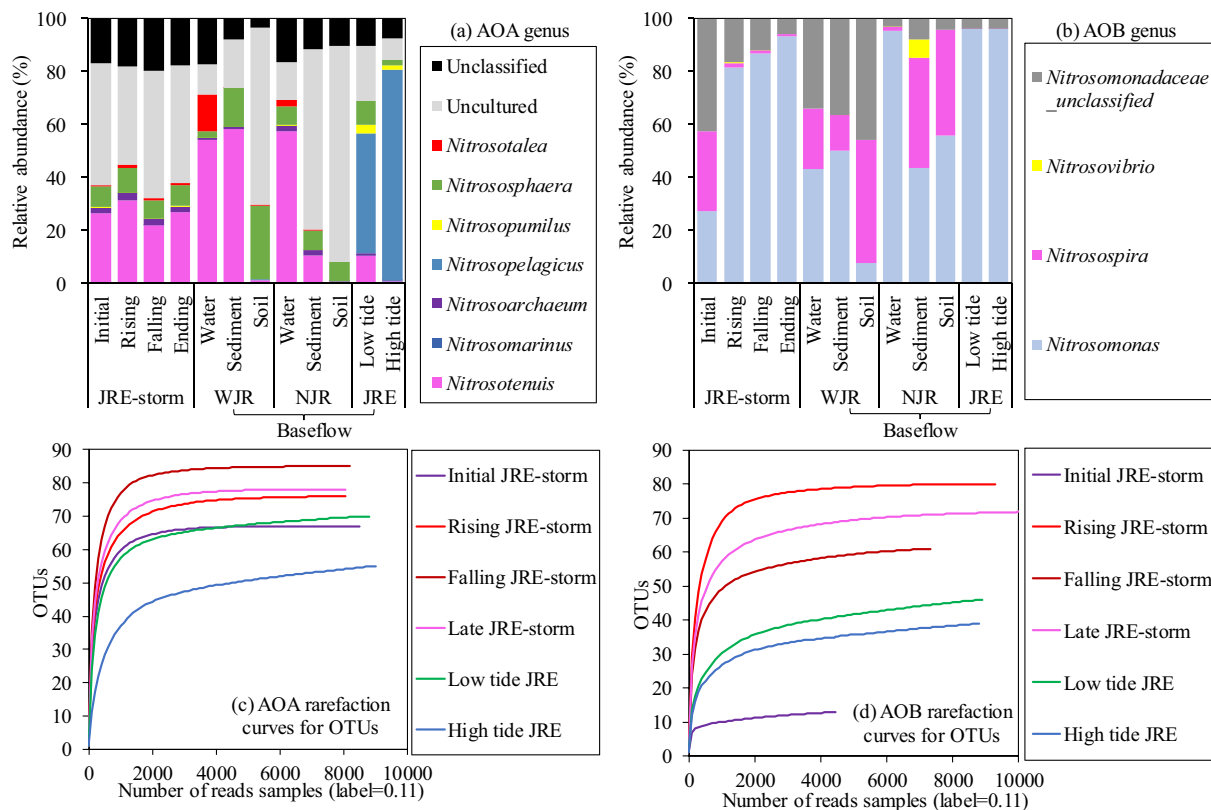 Relative abundance (%)
100
80
60
40
20
0
Initial
Rising
Falling
Ending
Water
Sediment
Soil
Water
Sediment
Soil
Low tide
High tide
JRE-storm
WJR
NJR
JRE
Baseflow
(a) AOA genus
Unclassified
Uncultured
Nitrosotalea
Nitrososphaera
Nitrosopumilus
Nitrosopelagicus
Nitrosoarchaeum
Nitrosomarinus
Nitrosotenuis
Relative abundance (%)
100
80
60
40
20
0
Initial
Rising
Falling
Ending
Water
Sediment
Soil
Water
Sediment
Soil
Low tide
High tide
JRE-storm
WJR
NJR
JRE
Baseflow
(b) AOB genus
Nitrosomonadaceae
_unclassified
Nitrosovibrio
Nitrosospira
Nitrosomonas
OTUs
90
80
70
60
50
40
30
20
10
0
0
2000
4000
6000
8000
10000
Number of reads samples (label=0.11)
(c) AOA rarefaction
curves for OTUs
Initial JRE-storm
Rising JRE-storm
Falling JRE-storm
Late JRE-storm
Low tide JRE
High tide JRE
OTUs
90
80
70
60
50
40
30
20
10
0
0
2000
4000
6000
8000
10000
Number of reads samples (label=0.11)
(d) AOB rarefaction
curves for OTUs
Initial JRE-storm
Rising JRE-storm
Falling JRE-storm
Late JRE-storm
Low tide JRE
High tide JRE